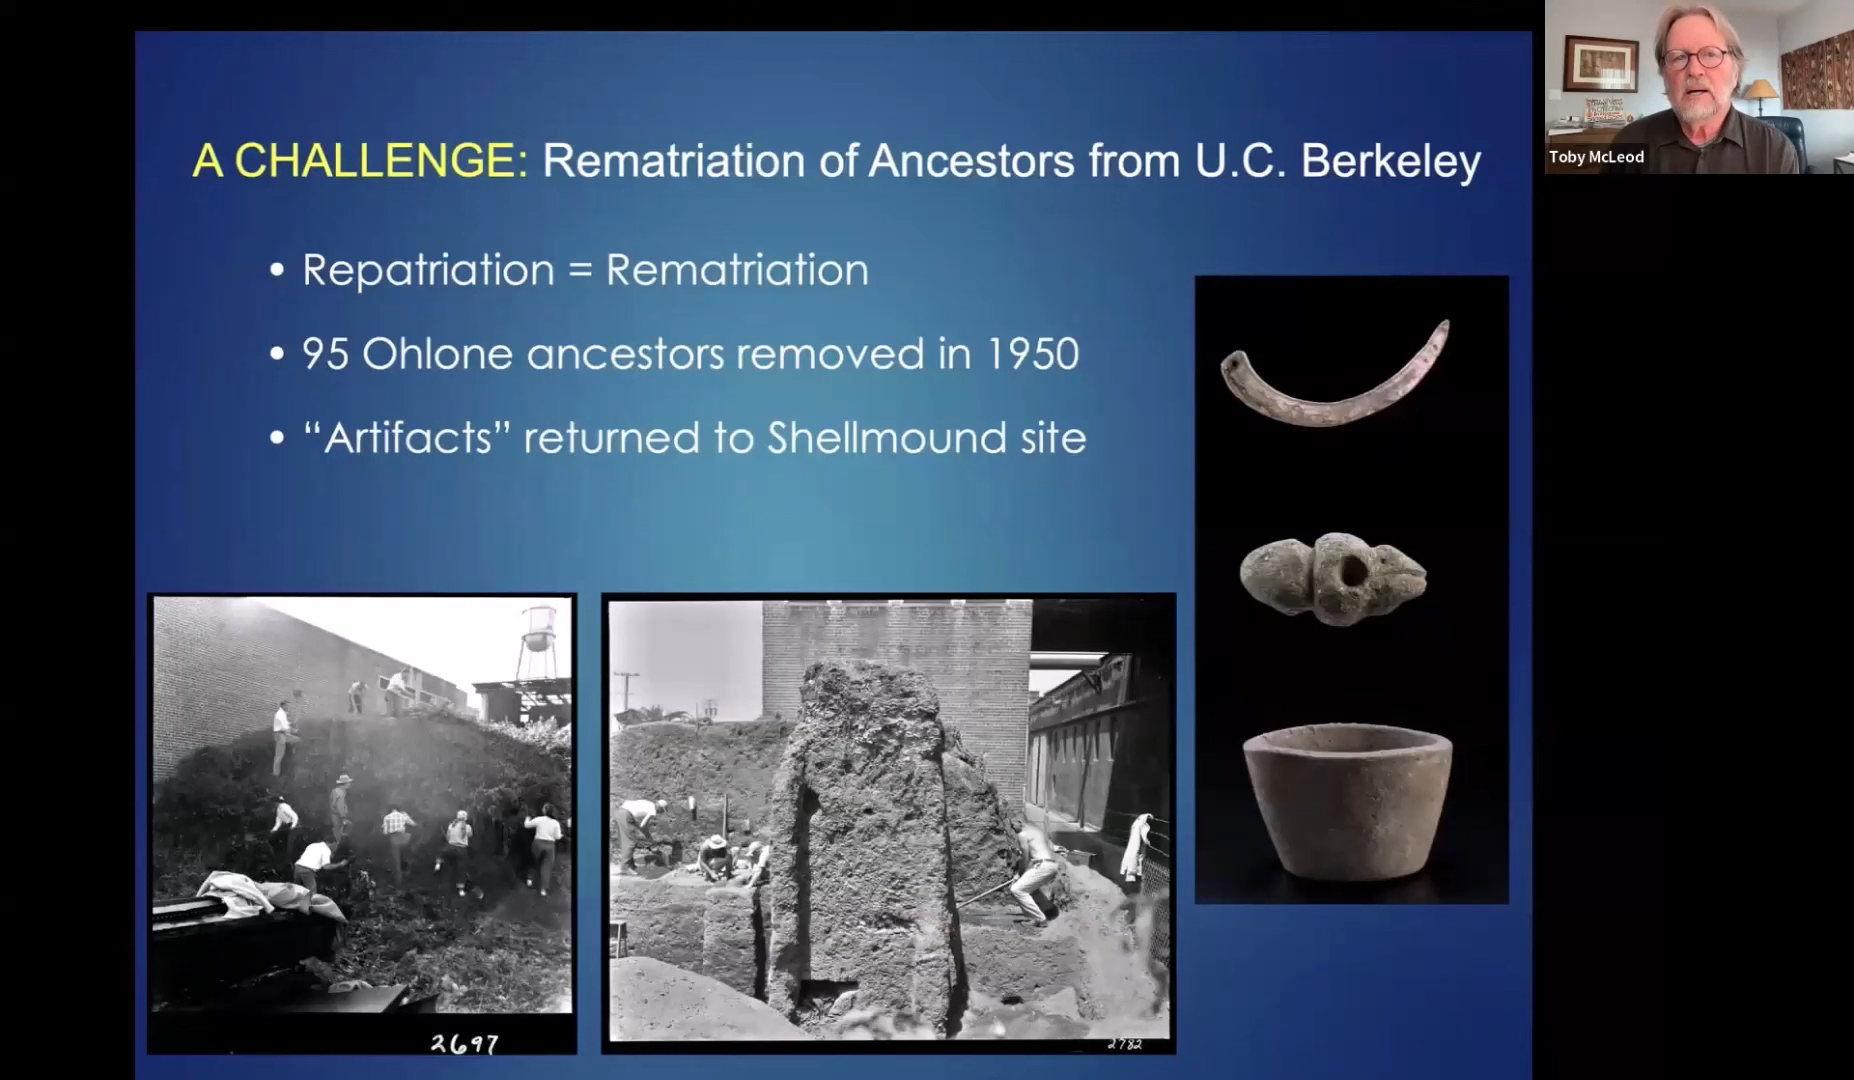 A CHALLENGE: Rematriation of Ancestors from U.C. Berkeley
• Repatriation = Rematriation
• 95 Ohlone ancestors removed in 1950
• “Artifacts” returned to Shellmound site
2697
2782
Toby McLeod